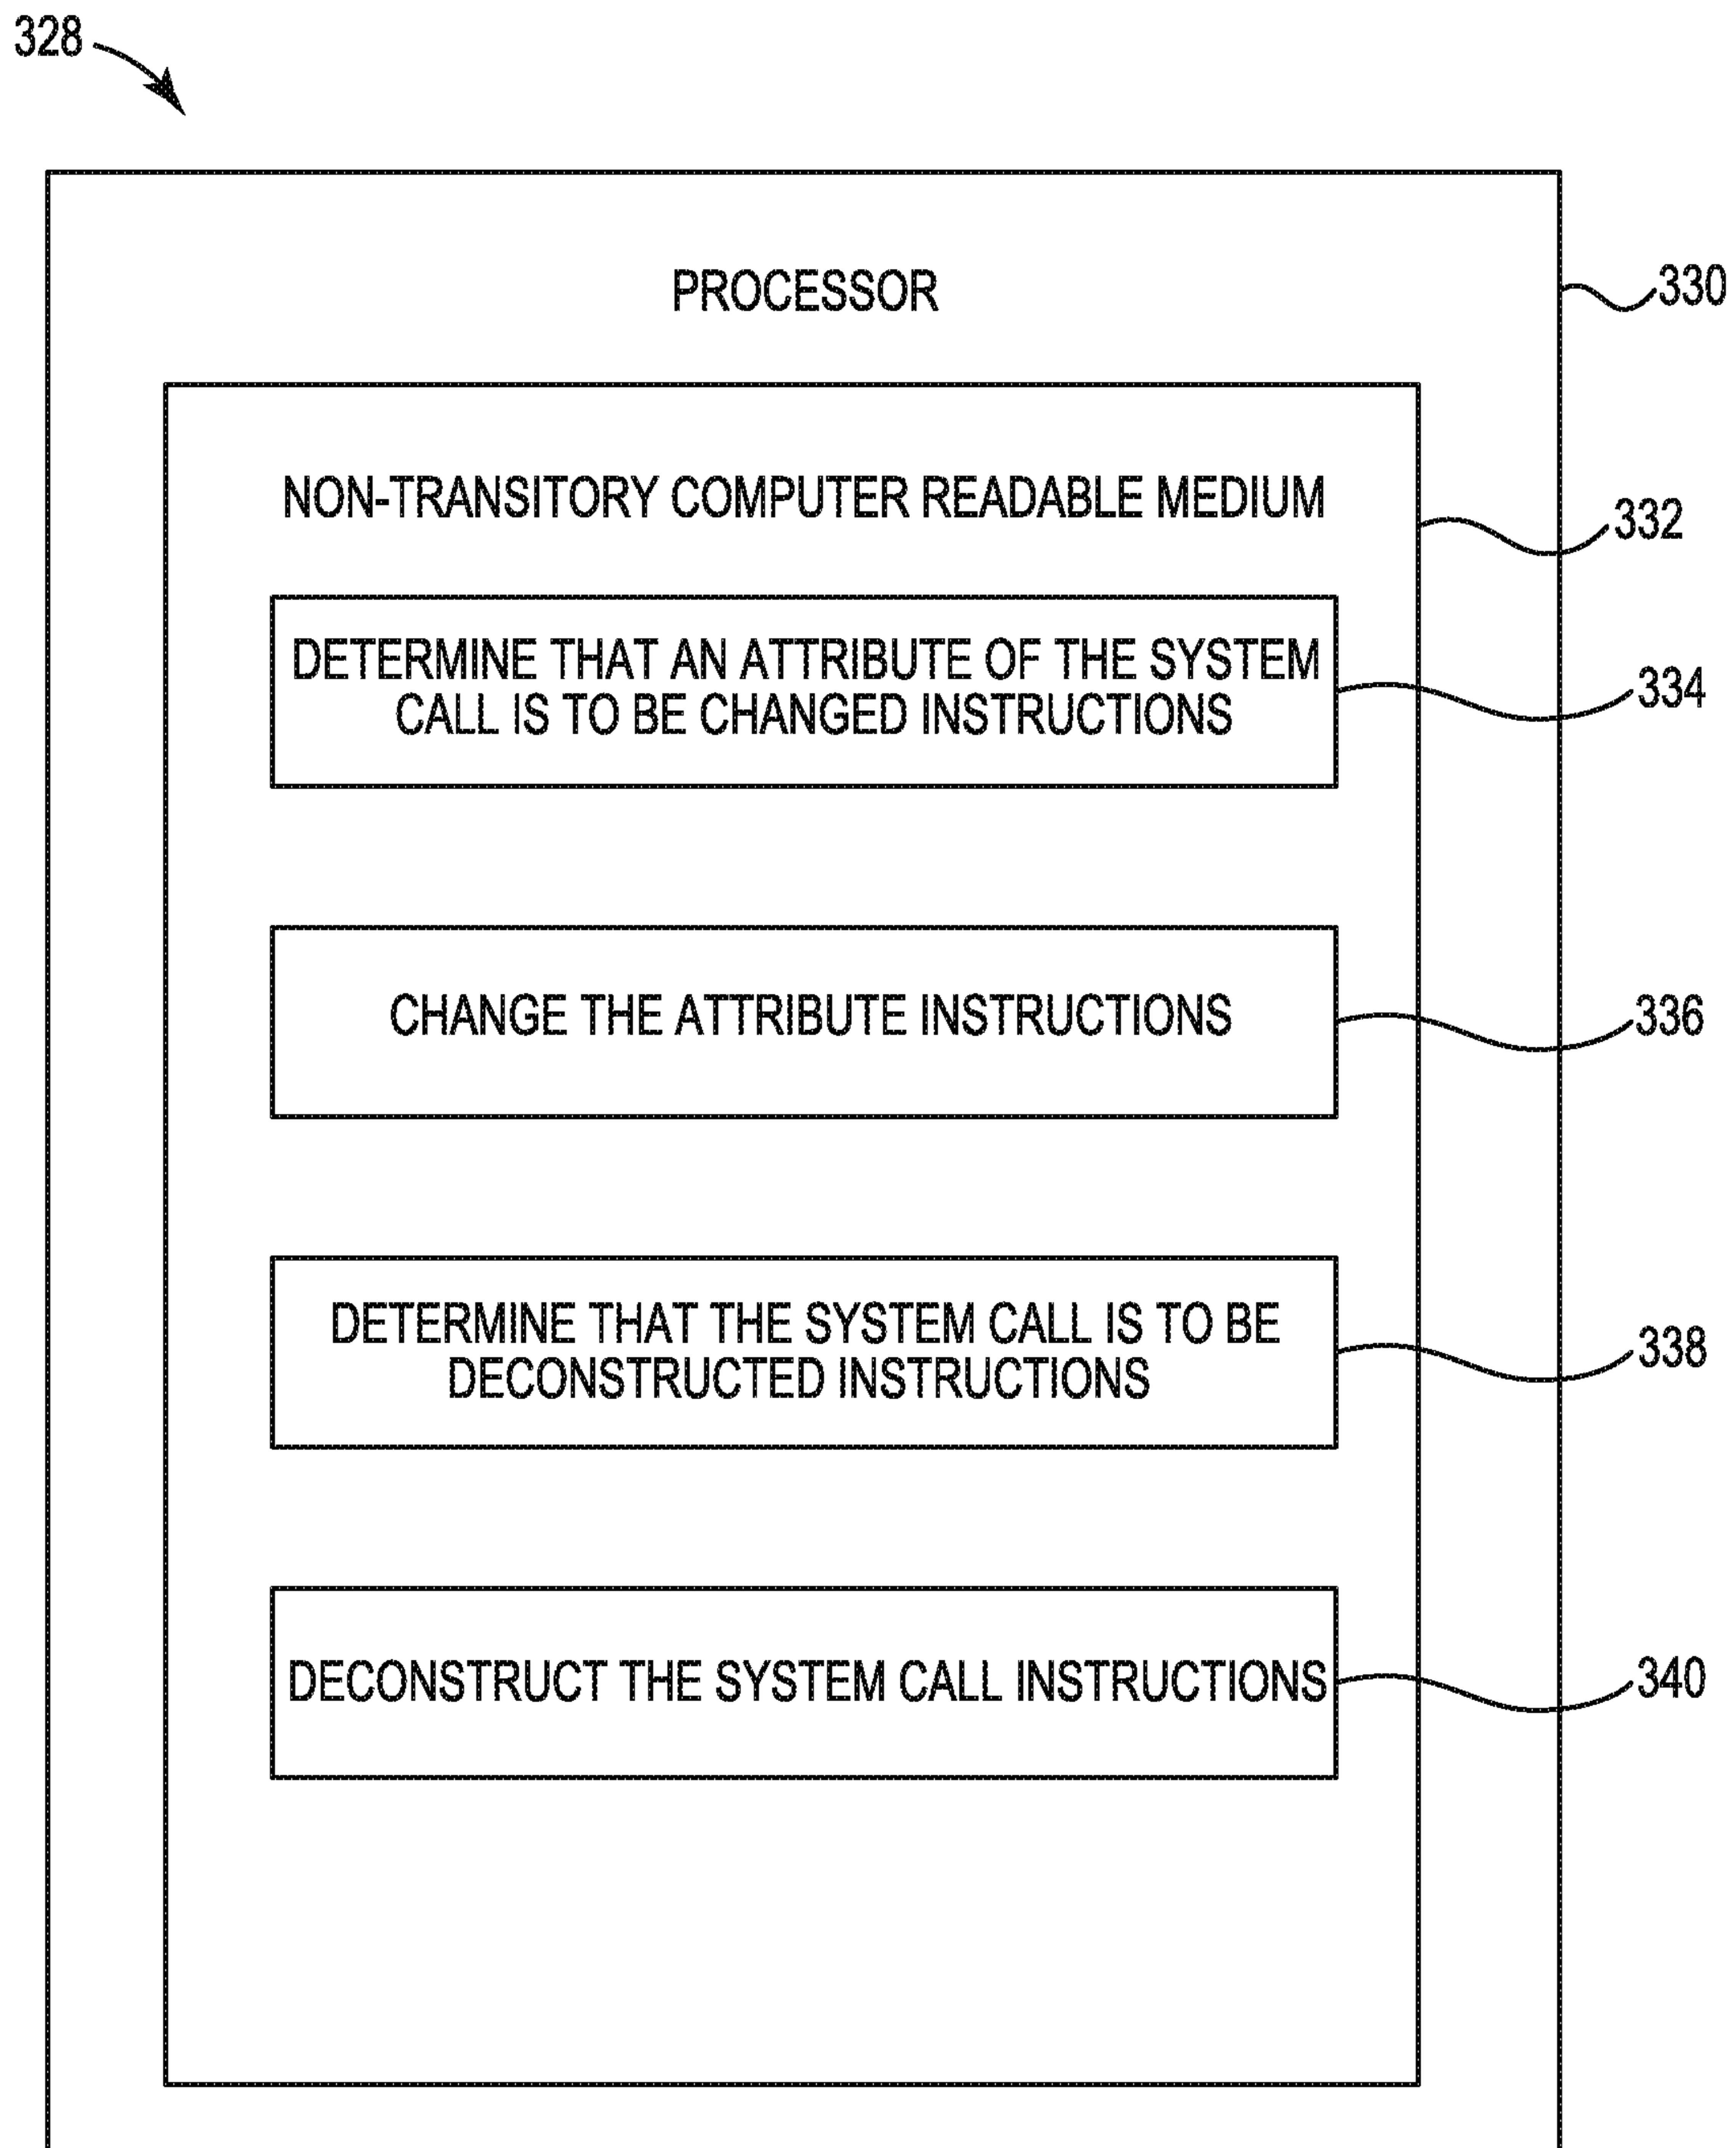 328
PROCESSOR
330
NON-TRANSITORY COMPUTER READABLE MEDIUM
332
DETERMINE THAT AN ATTRIBUTE OF THE SYSTEM
CALL IS TO BE CHANGED INSTRUCTIONS
334
CHANGE THE ATTRIBUTE INSTRUCTIONS
336
DETERMINE THAT THE SYSTEM CALL IS TO BE
DECONSTRUCTED INSTRUCTIONS
338
DECONSTRUCT THE SYSTEM CALL INSTRUCTIONS
340